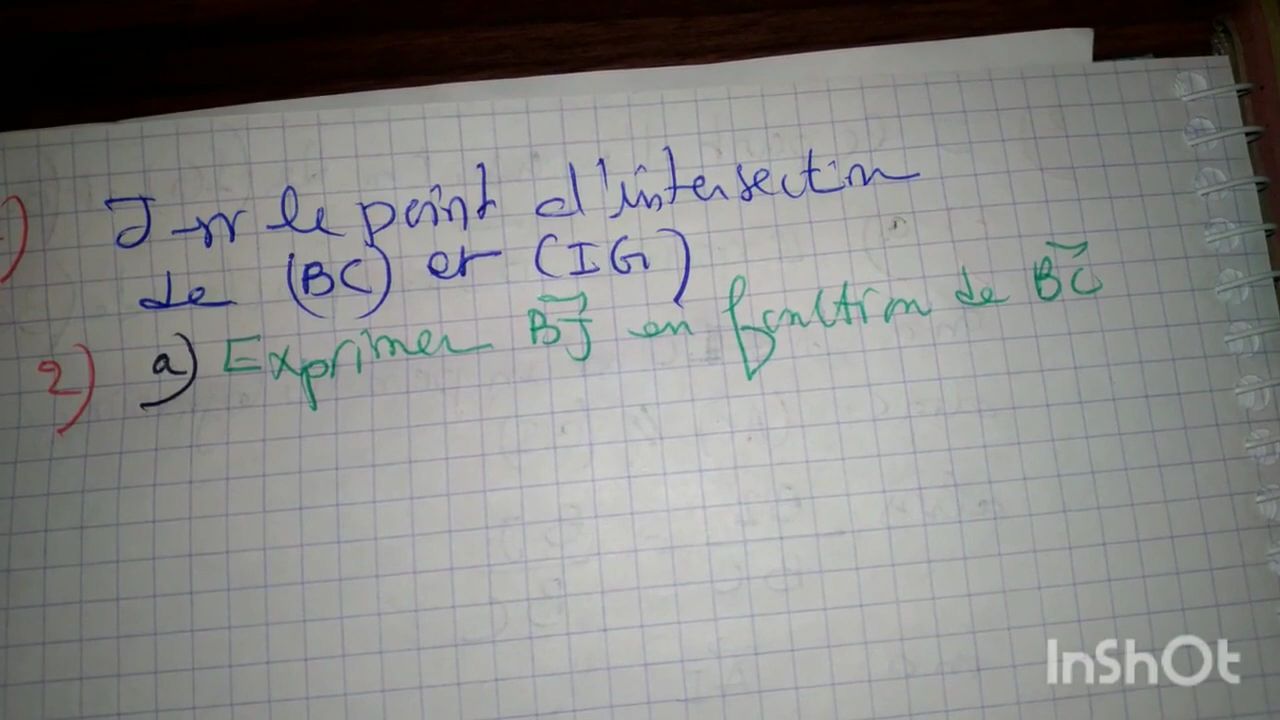 ) J est le point d'intersection
de (BC) et (IG)
2) a) Exprimer BJ⃗ en fonction de BC⃗
InShOt